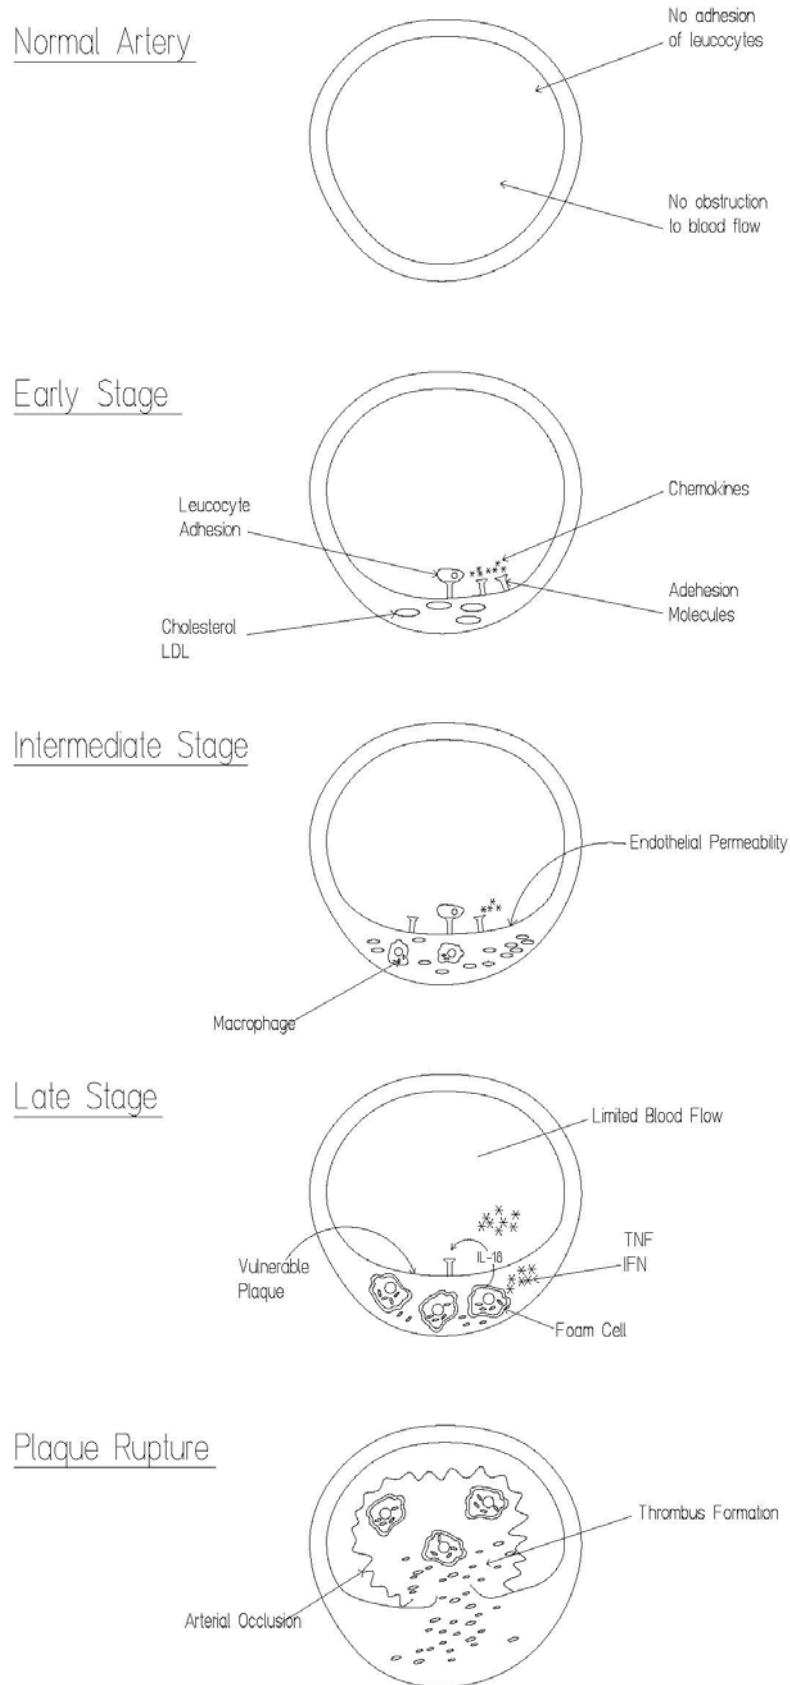 Normal Artery
No adhesion
of leucocytes
No obstruction
to blood flow
Early Stage
Leucocyte
Adhesion
Chemokines
Adehesion
Molecules
Cholesterol
LDL
Intermediate Stage
Endothelial Permeability
Macrophage
Late Stage
Limited Blood Flow
Vulnerable
Plaque
IL-18
TNF
IFN
Foam Cell
Plaque Rupture
Thrombus Formation
Arterial Occlusion